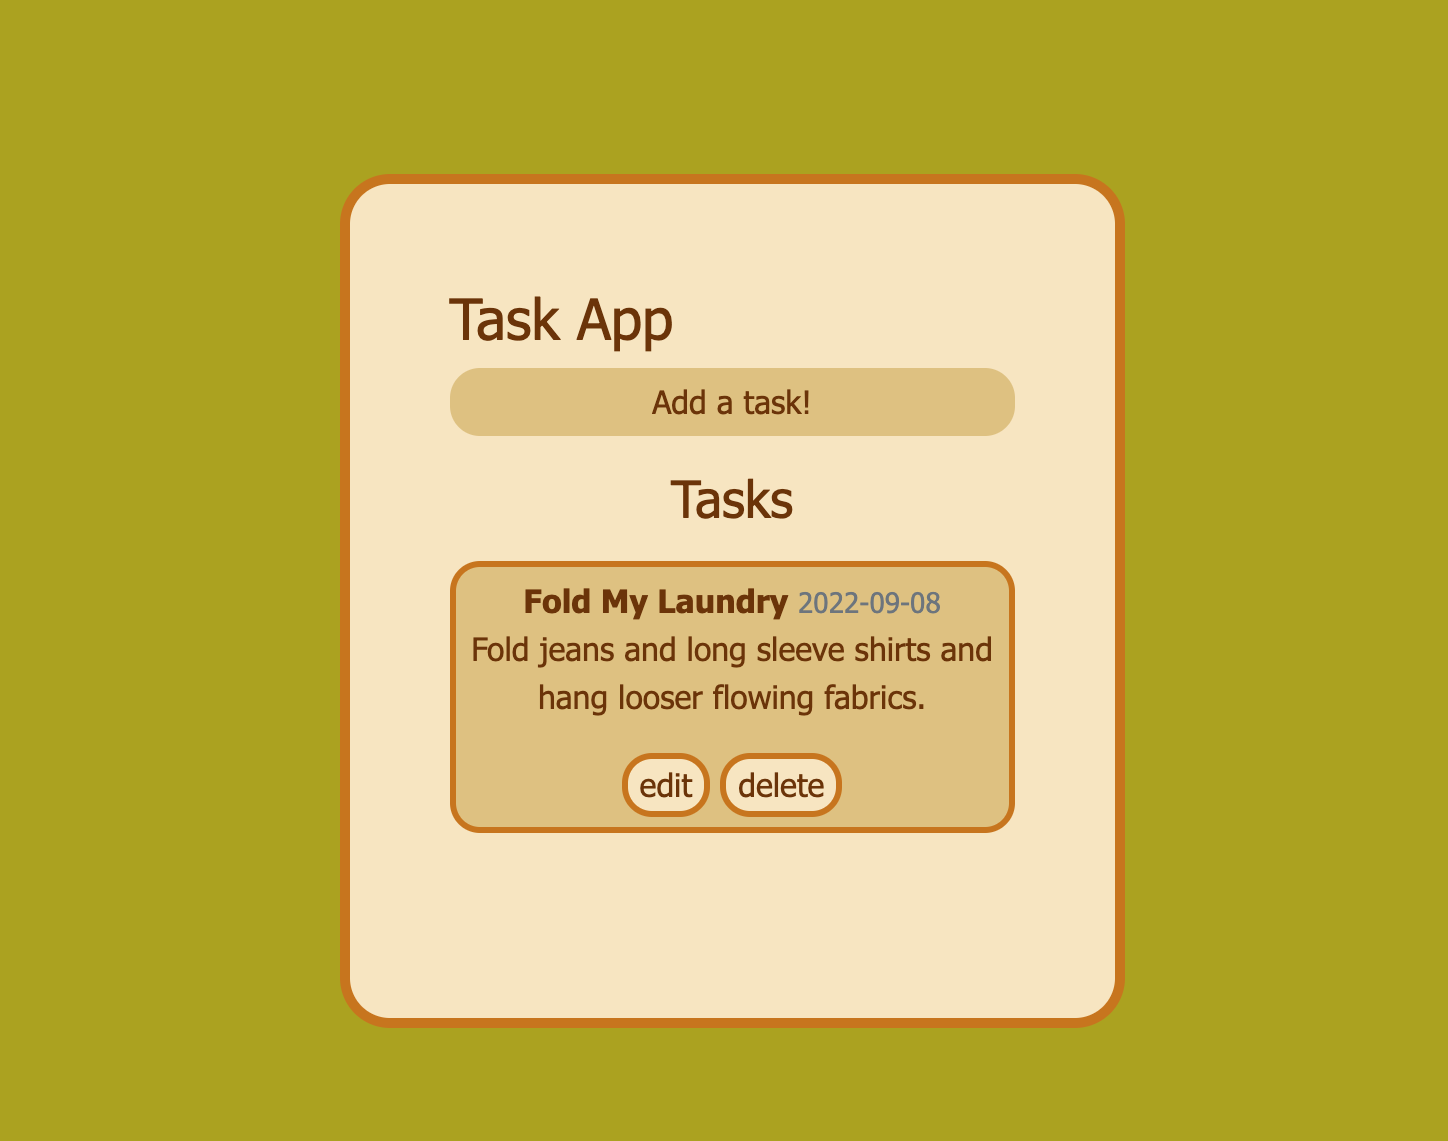 Task App
Add a task!
Tasks
Fold My Laundry 2022-09-08
Fold jeans and long sleeve shirts and
hang looser flowing fabrics.
edit delete